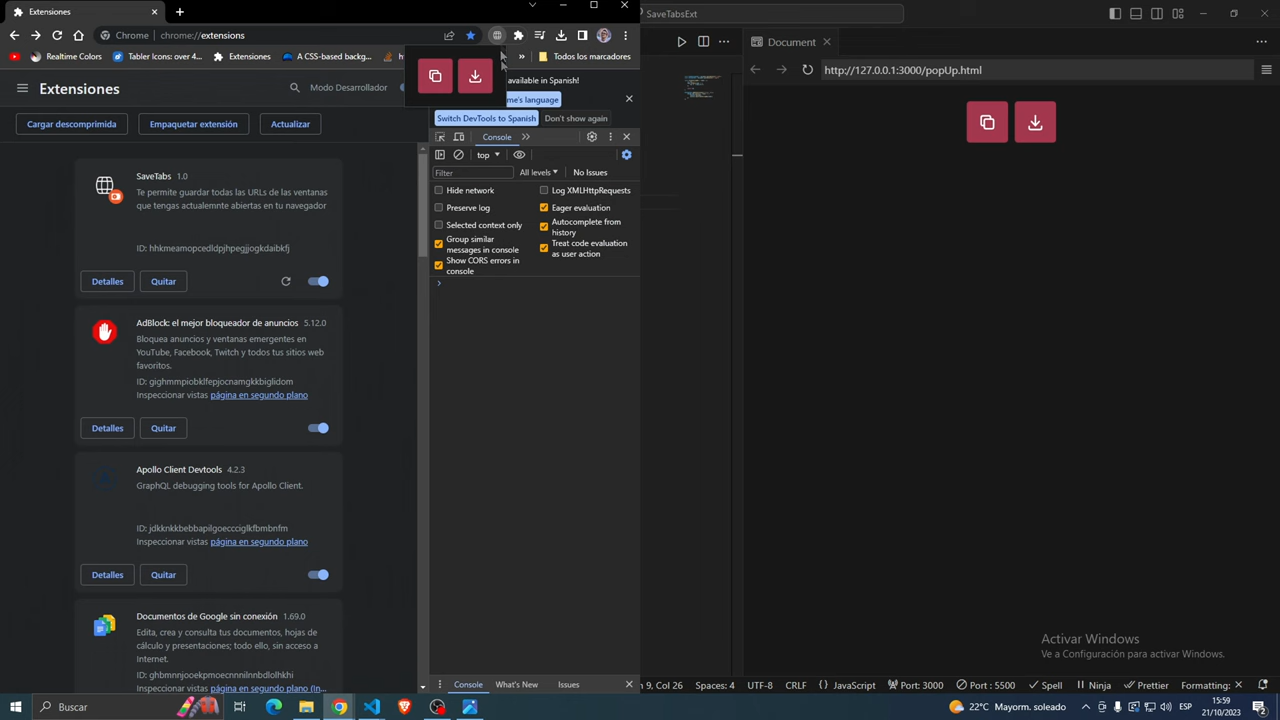 Extensiones
SaveTabsExt
Document
Chrome
chrome://extensions
http://127.0.0.1:3000/popUp.html
Realtime Colors
Tabler Icons: over 2...
Extensiones
A CSS-based backg...
»
Todos los marcadores
available in Spanish!
Extensiones
Modo Desarrollador
me's language
Cargar descomprimida
Empaquetar extensión
Actualizar
Switch DevTools to Spanish
Don't show again
Console
»
top
Filter
All levels
No Issues
Hide network
Log XMLHttpRequests
Preserve log
Eager evaluation
Selected context only
Autocomplete from
history
Group similar
messages in console
Treat code evaluation
as user action
Show CORS errors in
console
SaveTabs 1.0
Te permite guardar todas las URLs de las ventanas
que tengas actualemnte abiertas en tu navegador
ID: hhkmeamopcedldpjhpegjjogkdaibkfj
Detalles
Quitar
AdBlock: el mejor bloqueador de anuncios 5.12.0
Bloquea anuncios y ventanas emergentes en
YouTube, Facebook, Twitch y todos tus sitios web
favoritos.
ID: gighmmpiobklfepjocnamgkkbiglidom
Inspeccionar vistas página en segundo plano
Detalles
Quitar
Apollo Client Devtools 4.2.3
GraphQL debugging tools for Apollo Client.
ID: jdkknkkbebbapilgoeccciglkfbmbnfm
Inspeccionar vistas página en segundo plano
Detalles
Quitar
Documentos de Google sin conexión 1.69.0
Edita, crea y consulta tus documentos, hojas de
cálculo y presentaciones; todo ello, sin acceso a
Internet.
ID: ghbmnnjooekpmoecnnnilnnbdlolhkhi
Inspeccionar vistas página en segundo plano (In...
Activar Windows
Ve a Configuración para activar Windows.
Console
What's New
Issues
n 9, Col 26
Spaces: 4
UTF-8
CRLF
JavaScript
Port: 3000
Port : 5500
Spell
Ninja
Prettier
Formatting:
Buscar
22°C Mayorm. soleado
ESP
15:59
21/10/2023